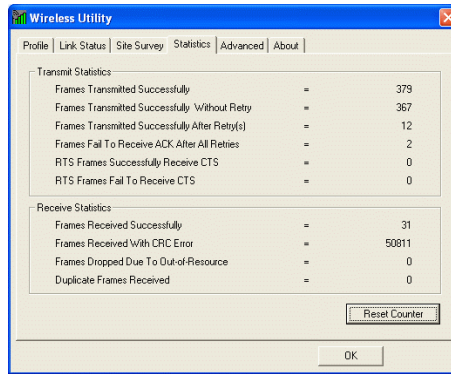 Wireless Utility
Profile Link Status Site Survey Statistics Advanced About
Transmit Statistics
Frames Transmitted Successfully = 379
Frames Transmitted Successfully Without Retry = 367
Frames Transmitted Successfully After Retry(s) = 12
Frames Fail To Receive ACK After All Retries = 2
RTS Frames Successfully Receive CTS = 0
RTS Frames Fail To Receive CTS = 0
Receive Statistics
Frames Received Successfully = 31
Frames Received With CRC Error = 50811
Frames Dropped Due To Out-of-Resource = 0
Duplicate Frames Received = 0
Reset Counter
OK